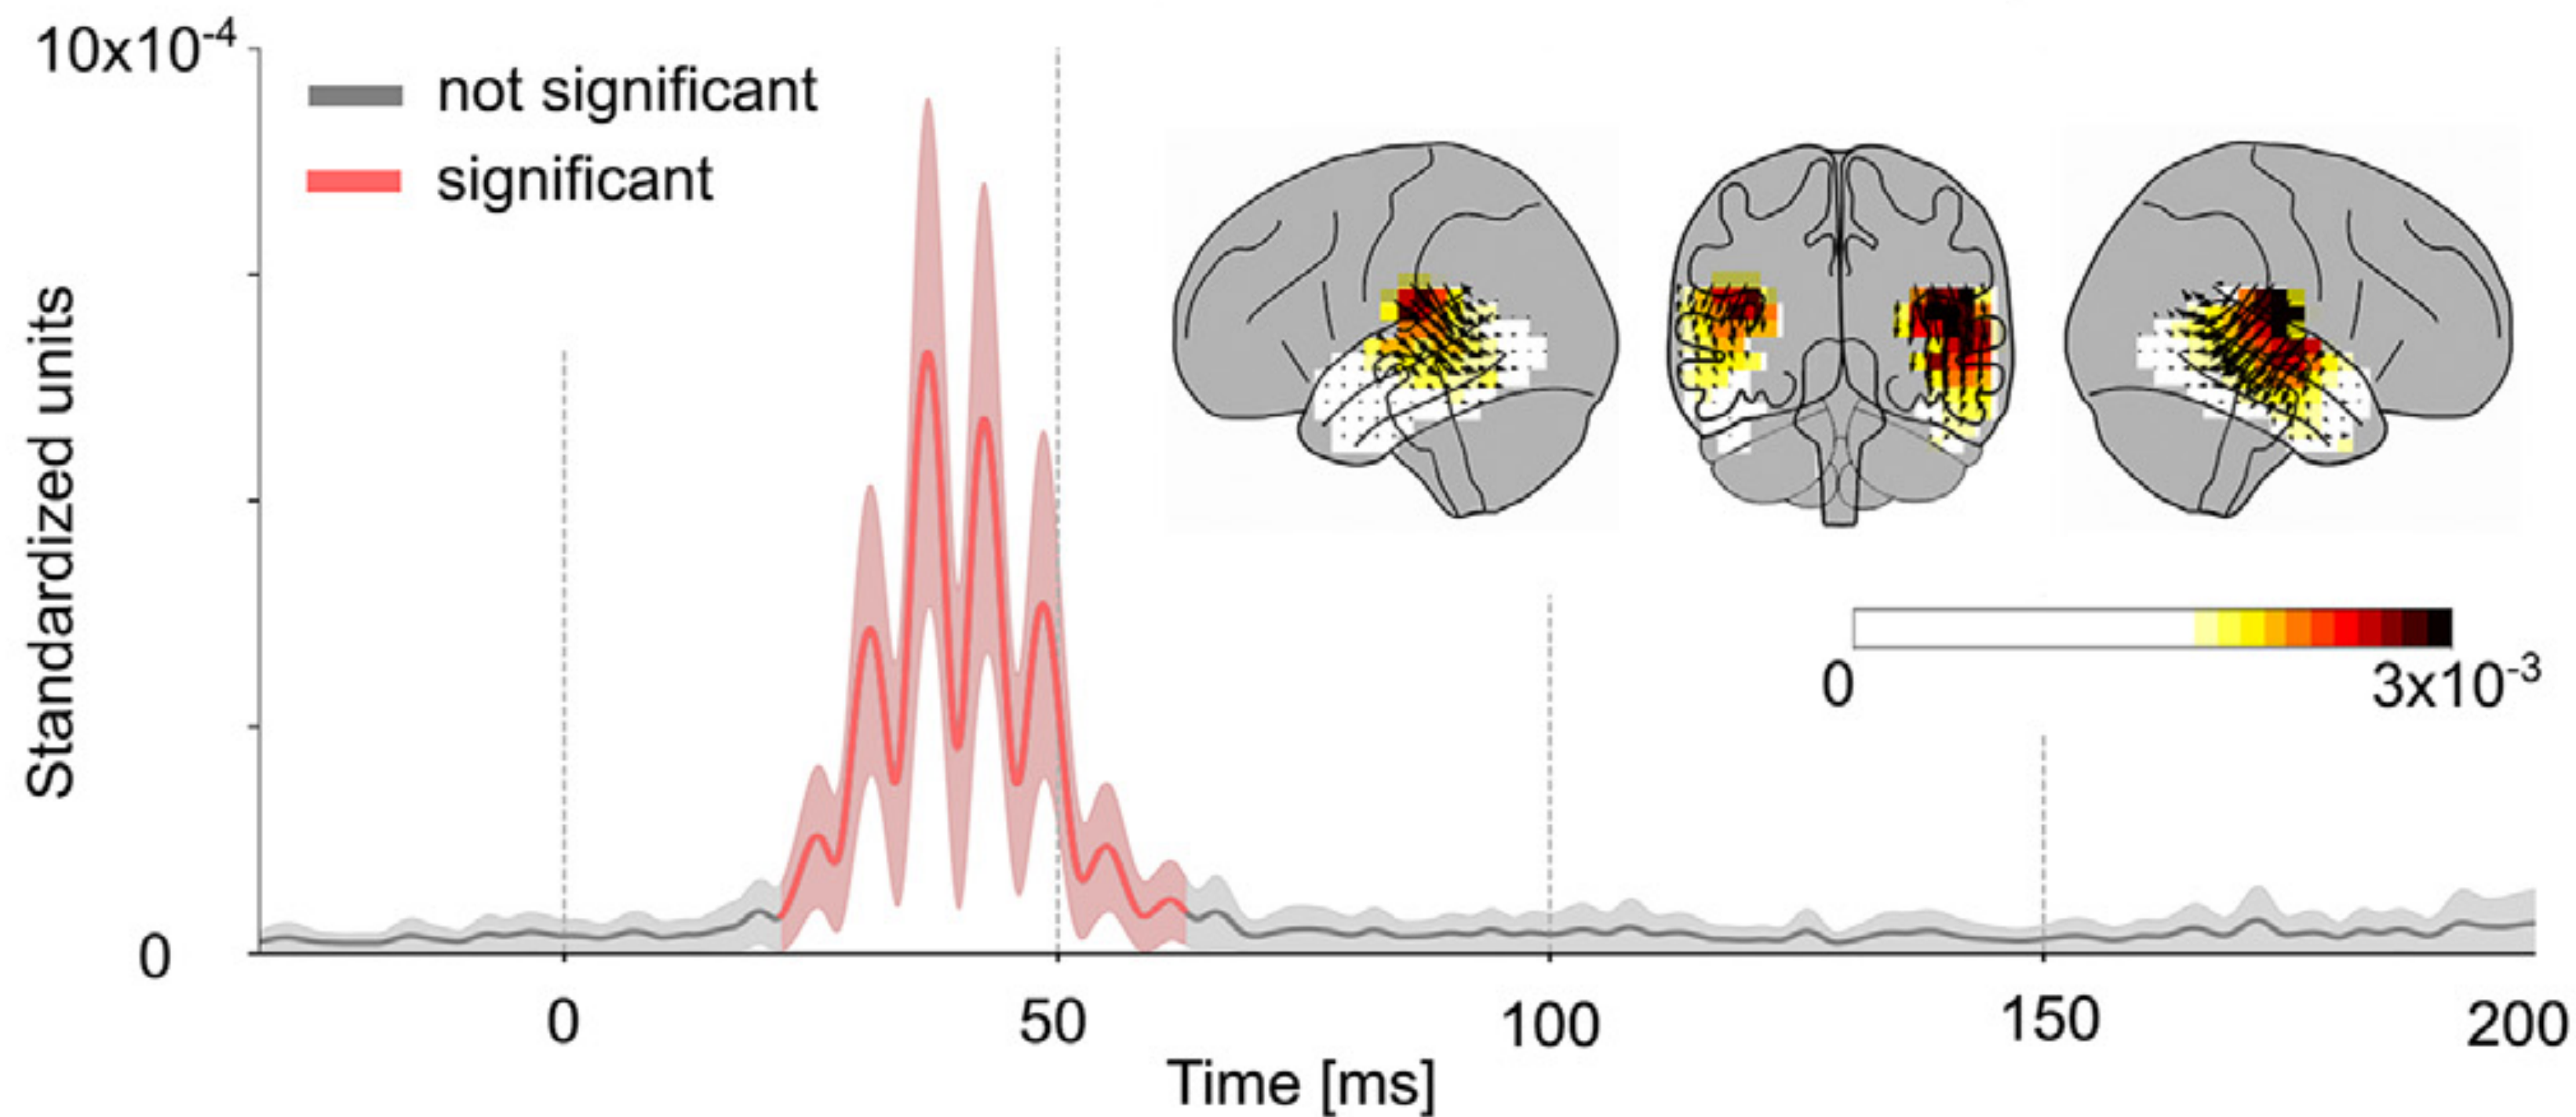 10x10⁻⁴
not significant
significant
Standardized units
0
3x10⁻³
0
0
50
100
150
200
Time [ms]